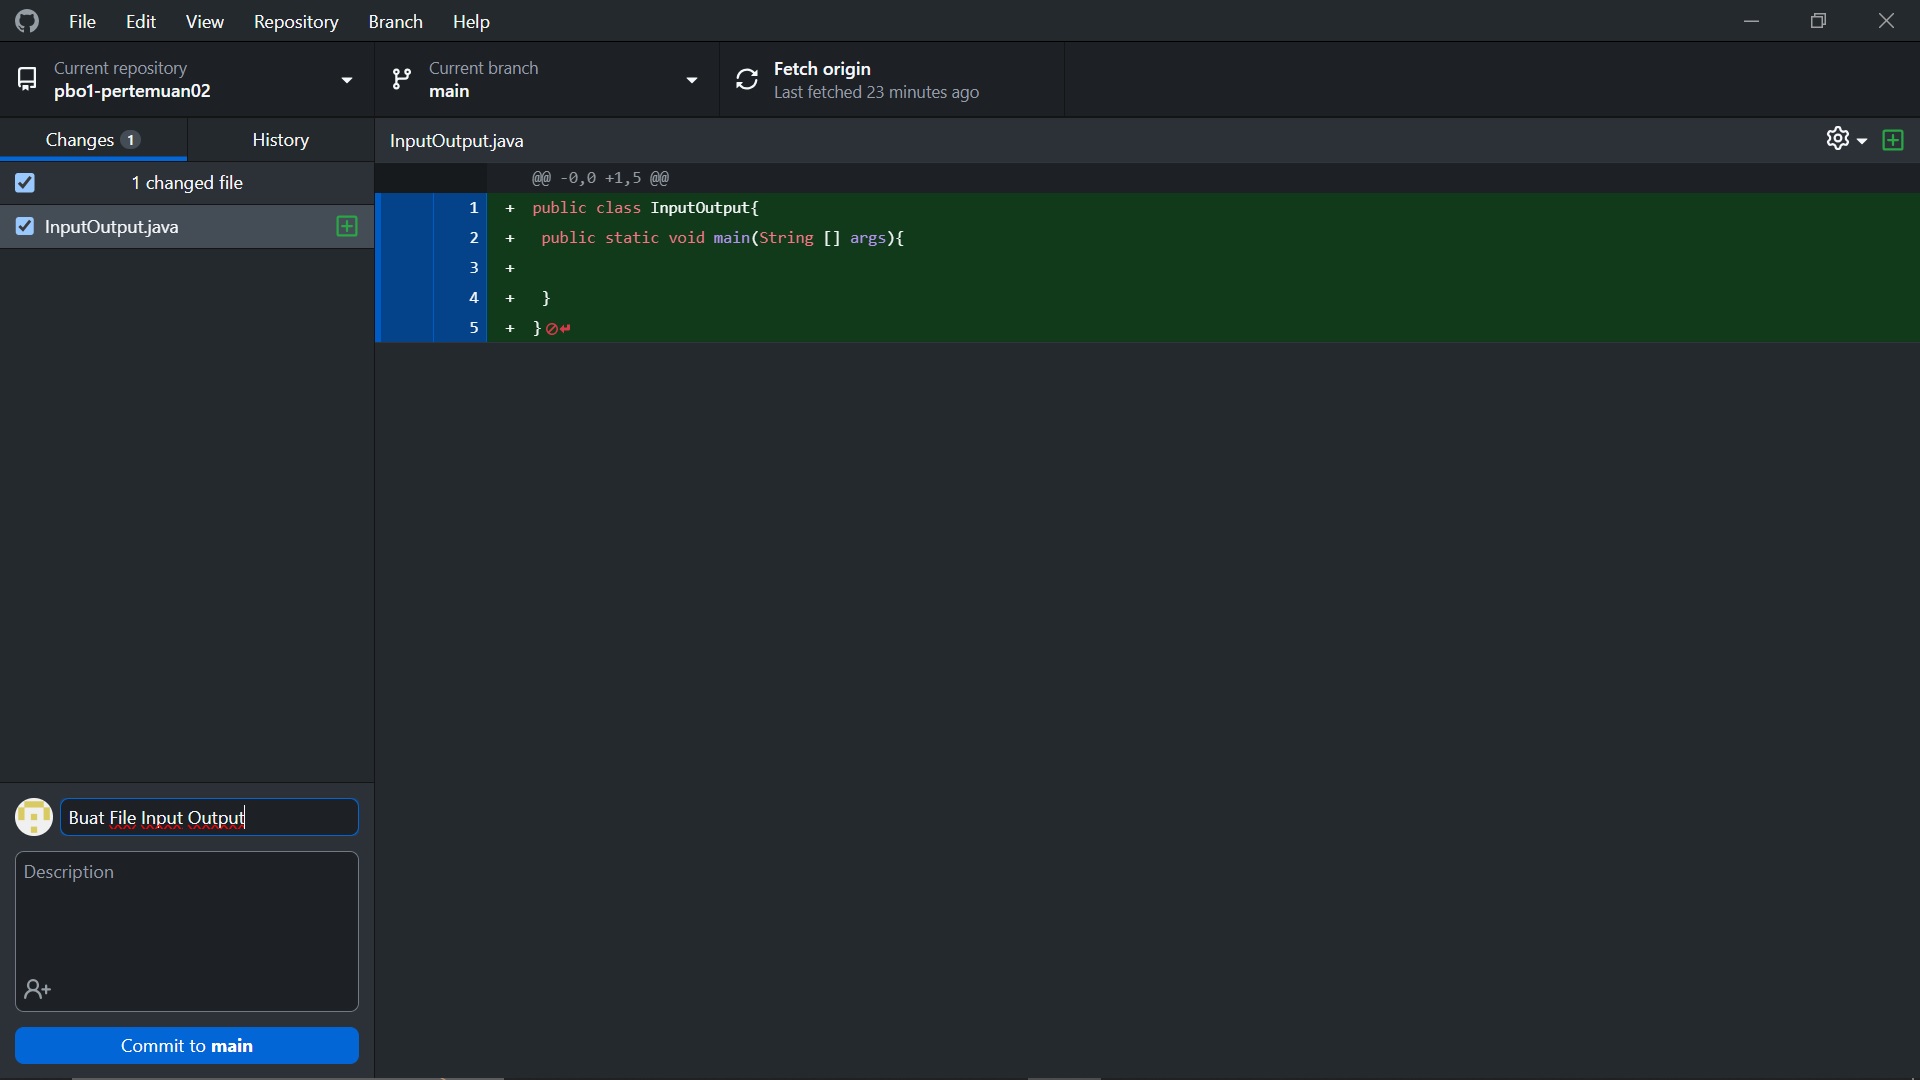 File Edit View Repository Branch Help
Current repository
pbo1-pertemuan02
Current branch
main
Fetch origin
Last fetched 23 minutes ago
Changes 1
History
InputOutput.java
1 changed file
InputOutput.java
@@ -0,0 +1,5 @@
1 + public class InputOutput{
2 + public static void main(String [] args){
3 +
4 + }
5 + }
Buat File Input Output
Description
Commit to main